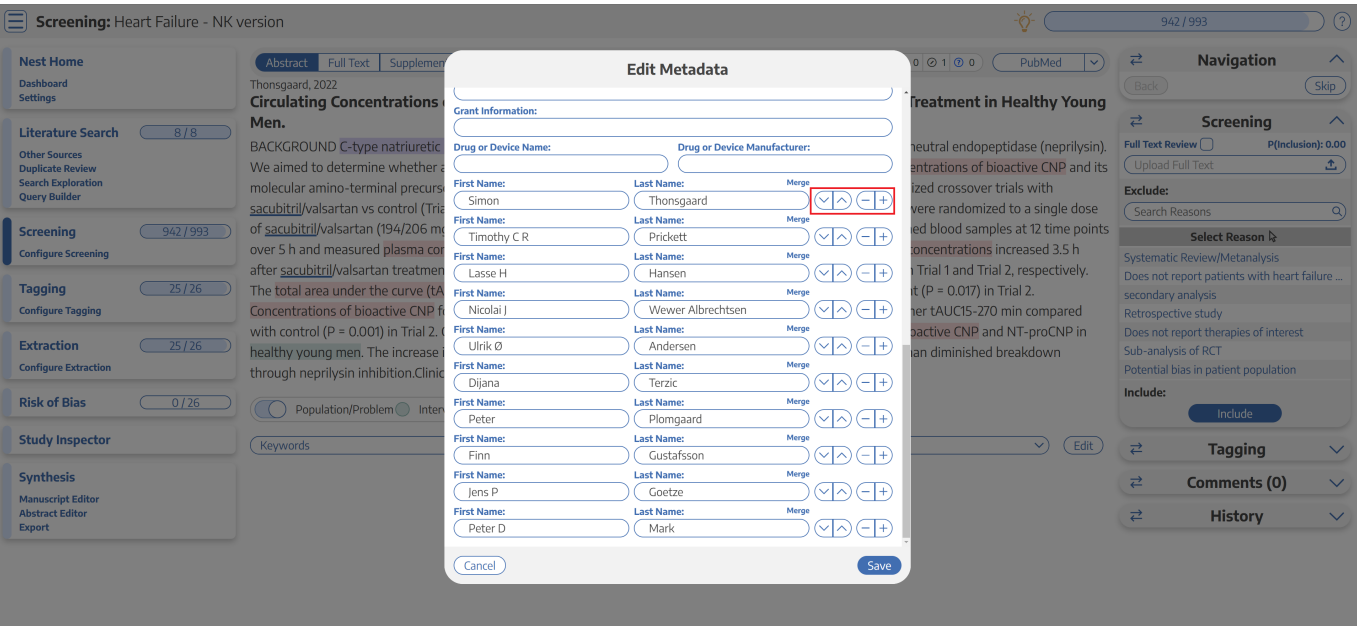 Screening: Heart Failure - NK version
942 / 993
?
Nest Home
Dashboard
Settings
Literature Search 8 / 8
Other Sources
Duplicate Review
Search Exploration
Query Builder
Screening 942 / 993
Configure Screening
Tagging 25 / 26
Configure Tagging
Extraction 25 / 26
Configure Extraction
Risk of Bias 0 / 26
Study Inspector
Synthesis
Manuscript Editor
Abstract Editor
Export
Abstract Full Text Supplemen
0 1 0 PubMed
Thonsgaard, 2022
Circulating Concentrations Treatment in Healthy Young
Men.
BACKGROUND C-type natriuretic neutral endopeptidase (neprilysin).
We aimed to determine whether entrations of bioactive CNP and its
molecular amino-terminal precurs ized crossover trials with
sacubitril/valsartan vs control (Tria were randomized to a single dose
of sacubitril/valsartan (194/206 mg ed blood samples at 12 time points
over 5 h and measured plasma cor concentrations increased 3.5 h
after sacubitril/valsartan treatmen Trial 1 and Trial 2, respectively.
The total area under the curve (tA t (P = 0.017) in Trial 2.
Concentrations of bioactive CNP f her tAUC15-270 min compared
with control (P = 0.001) in Trial 2. oactive CNP and NT-proCNP in
healthy young men. The increase i an diminished breakdown
through neprilysin inhibition.Clinic
Population/Problem Interv
Keywords Edit
Edit Metadata
Grant Information:
Drug or Device Name: Drug or Device Manufacturer:
First Name: Last Name: Merge
Simon Thonsgaard
First Name: Last Name: Merge
Timothy C R Prickett
First Name: Last Name: Merge
Lasse H Hansen
First Name: Last Name: Merge
Nicolai J Wewer Albrechtsen
First Name: Last Name: Merge
Ulrik Ø Andersen
First Name: Last Name: Merge
Dijana Terzic
First Name: Last Name: Merge
Peter Plomgaard
First Name: Last Name: Merge
Finn Gustafsson
First Name: Last Name: Merge
Jens P Goetze
First Name: Last Name: Merge
Peter D Mark
Cancel Save
Navigation
Back Skip
Screening
Full Text Review P(Inclusion): 0.00
Upload Full Text
Exclude:
Search Reasons
Select Reason
Systematic Review/Metanalysis
Does not report patients with heart failure ...
secondary analysis
Retrospective study
Does not report therapies of interest
Sub-analysis of RCT
Potential bias in patient population
Include:
Include
Tagging
Comments (0)
History